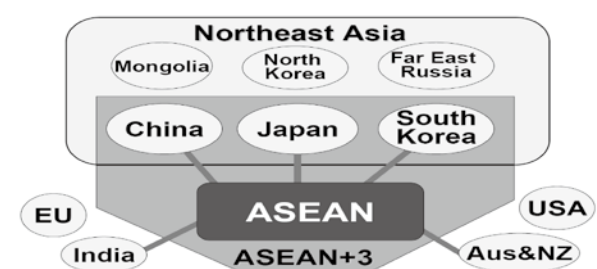 Northeast Asia
Mongolia
North
Korea
Far East
Russia
China
Japan
South
Korea
EU
ASEAN
USA
India
ASEAN+3
Aus&NZ